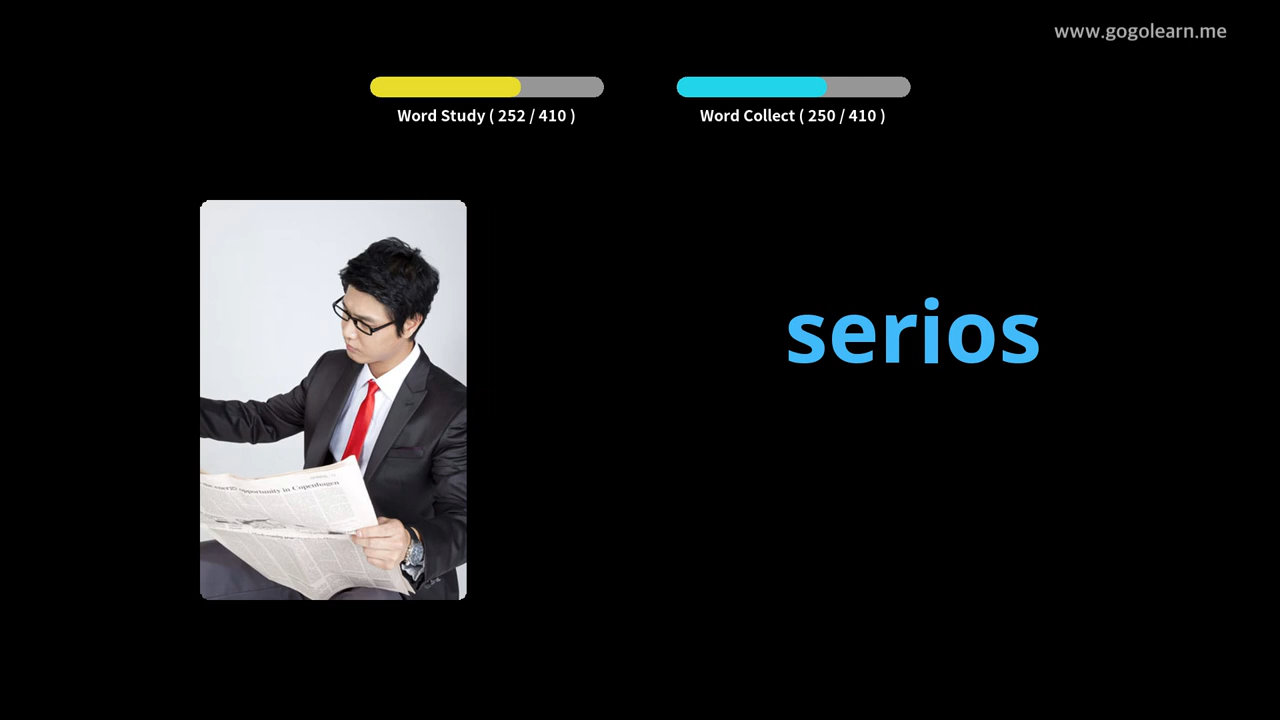 www.gogolearn.me
Word Study ( 252 / 410 )
Word Collect ( 250 / 410 )
serios
opportunity in Copenhagen